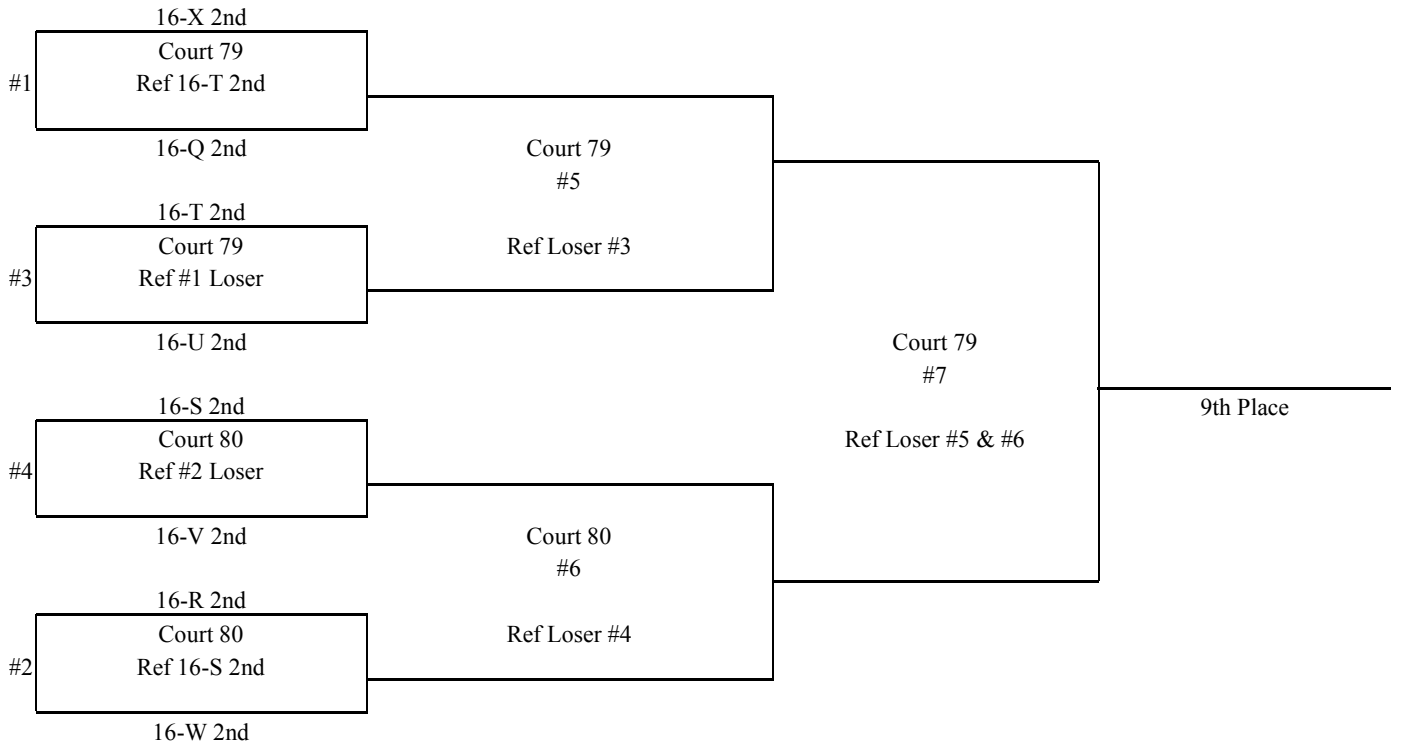 16-X 2nd
Court 79
#1
Ref 16-T 2nd
16-Q 2nd
Court 79
#5
16-T 2nd
Court 79
Ref Loser #3
#3
Ref #1 Loser
16-U 2nd
Court 79
#7
16-S 2nd
9th Place
Court 80
Ref Loser #5 & #6
#4
Ref #2 Loser
16-V 2nd
Court 80
#6
16-R 2nd
Court 80
Ref Loser #4
#2
Ref 16-S 2nd
16-W 2nd